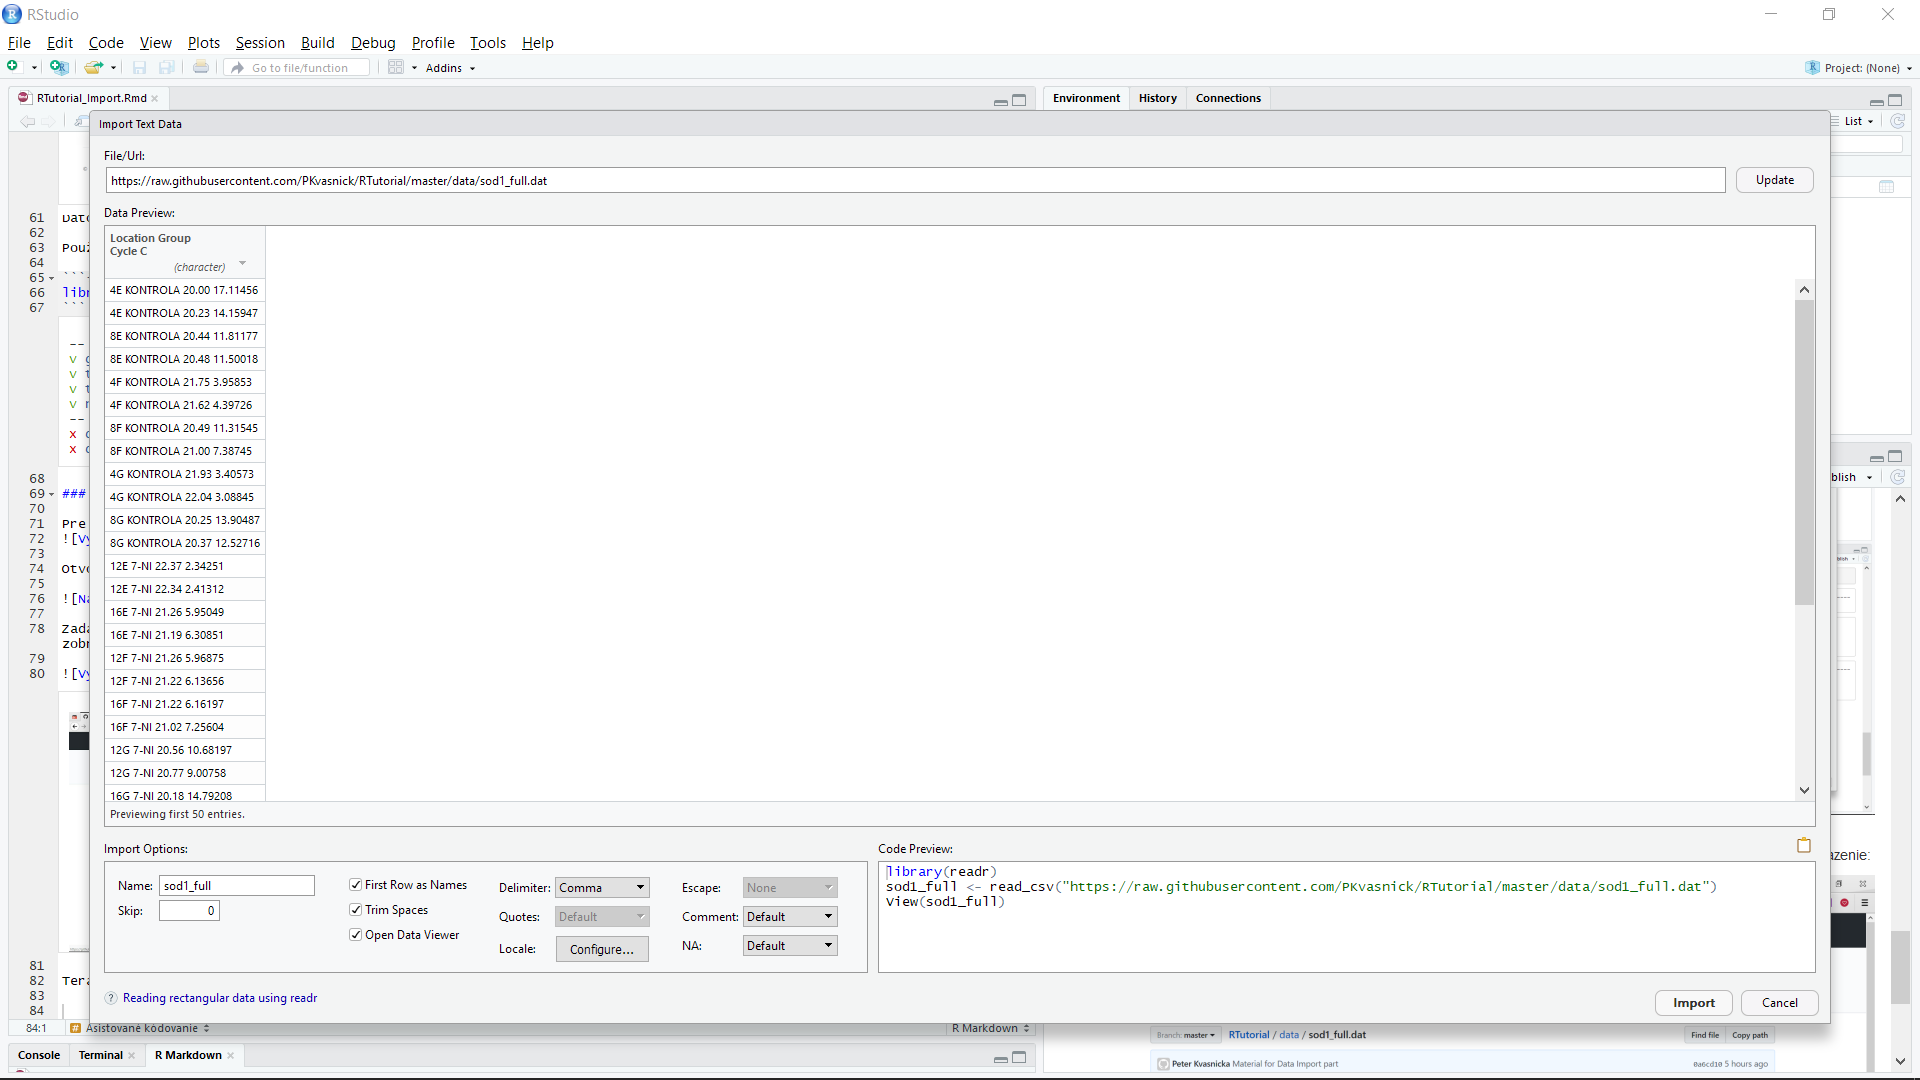 RStudio
File Edit Code View Plots Session Build Debug Profile Tools Help
Go to file/function Addins Project: (None)
RTutorial_Import.Rmd Environment History Connections
Import Text Data
List
File/Url:
https://raw.githubusercontent.com/PKvasnick/RTutorial/master/data/sod1_full.dat Update
Data Preview:
Location Group
Cycle C
(character)
4E KONTROLA 20.00 17.11456
4E KONTROLA 20.23 14.15947
8E KONTROLA 20.44 11.81177
8E KONTROLA 20.48 11.50018
4F KONTROLA 21.75 3.95853
4F KONTROLA 21.62 4.39726
8F KONTROLA 20.49 11.31545
8F KONTROLA 21.00 7.38745
4G KONTROLA 21.93 3.40573
4G KONTROLA 22.04 3.08845
8G KONTROLA 20.25 13.90487
8G KONTROLA 20.37 12.52716
12E 7-NI 22.37 2.34251
12E 7-NI 22.34 2.41312
16E 7-NI 21.26 5.95049
16E 7-NI 21.19 6.30851
12F 7-NI 21.26 5.96875
12F 7-NI 21.22 6.13656
16F 7-NI 21.22 6.16197
16F 7-NI 21.02 7.25604
12G 7-NI 20.56 10.68197
12G 7-NI 20.77 9.00758
16G 7-NI 20.18 14.79208
Previewing first 50 entries.
Import Options:
Name: sod1_full
Skip: 0
First Row as Names
Trim Spaces
Open Data Viewer
Delimiter: Comma
Quotes: Default
Locale: Configure...
Escape: None
Comment: Default
NA: Default
Code Preview:
library(readr)
sod1_full <- read_csv("https://raw.githubusercontent.com/PKvasnick/RTutorial/master/data/sod1_full.dat")
View(sod1_full)
? Reading rectangular data using readr
Import Cancel
61
62
63 Použ
64
65 ```
66 libr
67 ```
68
69 ###
70
71 Pre
72 ![Vy
73
74 Otvo
75
76 ![Na
77
78 Zada
zobr
79
80 ![Vy
81
82 Tera
83
84
blish
azenie:
84:1 # Asistované kódovanie R Markdown
Console Terminal R Markdown
Branch: master RTutorial / data / sod1_full.dat Find file Copy path
Peter Kvasnicka Material for Data Import part 0a6cd10 5 hours ago